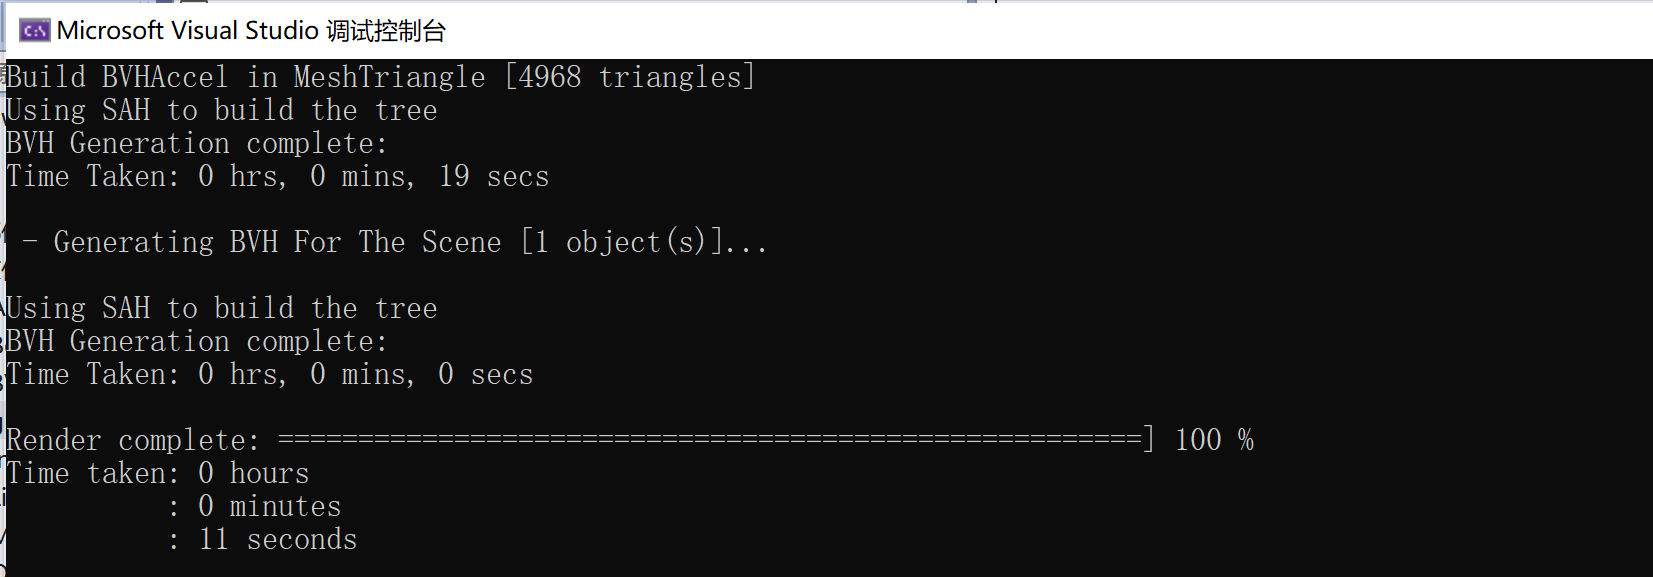 Microsoft Visual Studio 调试控制台
Build BVHAccel in MeshTriangle [4968 triangles]
Using SAH to build the tree
BVH Generation complete:
Time Taken: 0 hrs, 0 mins, 19 secs
- Generating BVH For The Scene [1 object(s)]...
Using SAH to build the tree
BVH Generation complete:
Time Taken: 0 hrs, 0 mins, 0 secs
Render complete: ======================================================] 100 %
Time taken: 0 hours
: 0 minutes
: 11 seconds